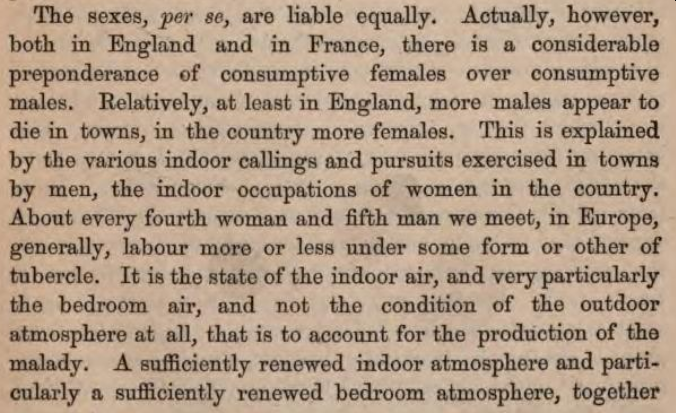 The sexes, per se, are liable equally. Actually, however,
both in England and in France, there is a considerable
preponderance of consumptive females over consumptive
males. Relatively, at least in England, more males appear to
die in towns, in the country more females. This is explained
by the various indoor callings and pursuits exercised in towns
by men, the indoor occupations of women in the country.
About every fourth woman and fifth man we meet, in Europe,
generally, labour more or less under some form or other of
tubercle. It is the state of the indoor air, and very particularly
the bedroom air, and not the condition of the outdoor
atmosphere at all, that is to account for the production of the
malady. A sufficiently renewed indoor atmosphere and parti-
cularly a sufficiently renewed bedroom atmosphere, together